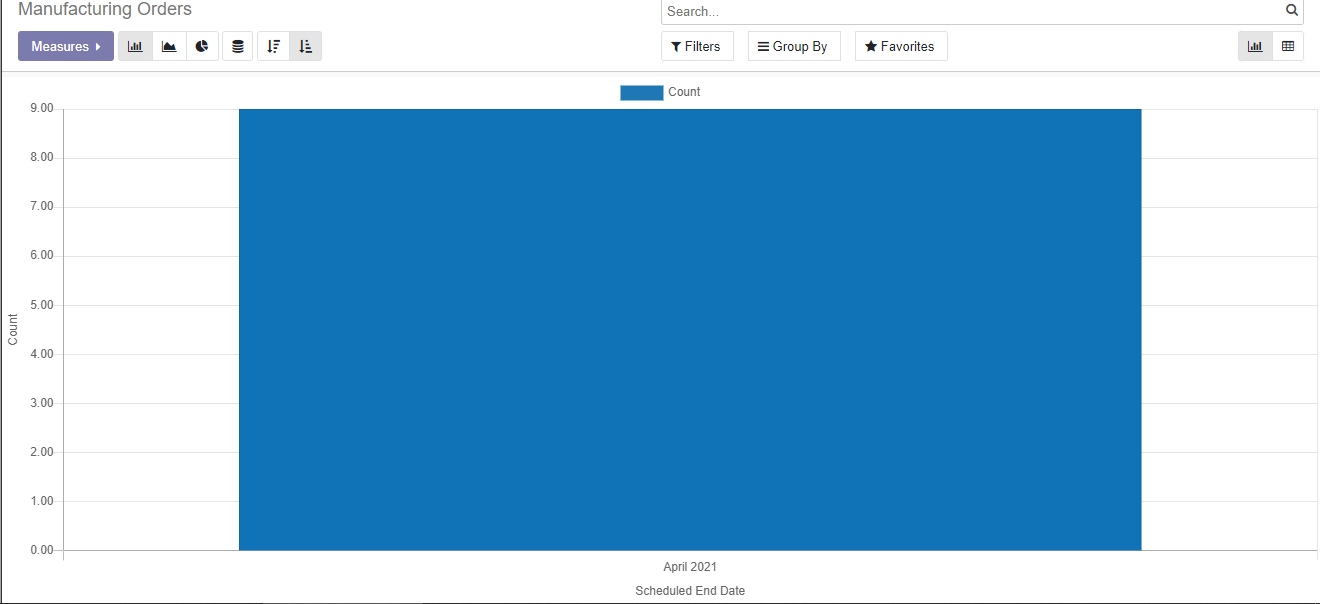 Manufacturing Orders
Search...
Measures
Filters
Group By
Favorites
Count
9.00
8.00
7.00
6.00
5.00
4.00
3.00
2.00
1.00
0.00
Count
April 2021
Scheduled End Date